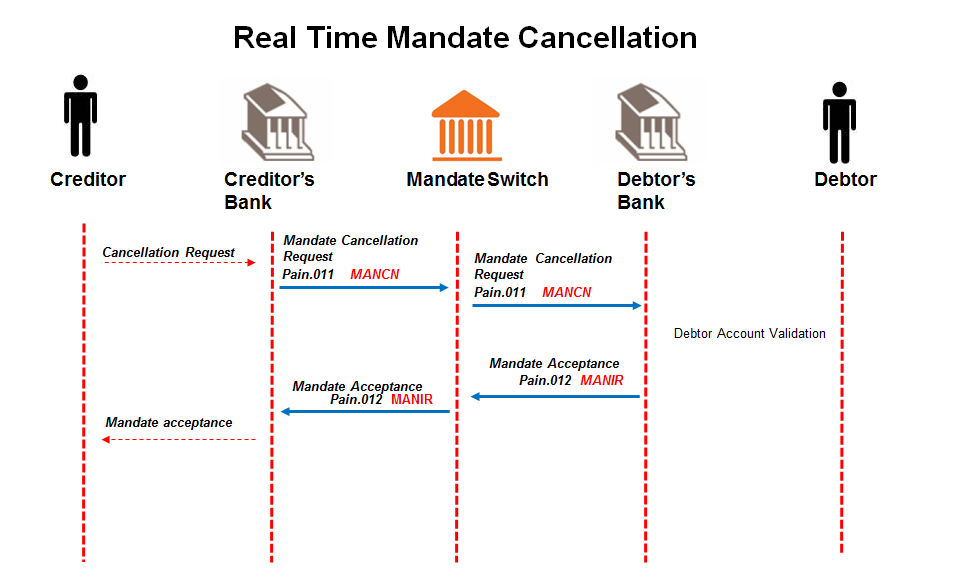 Real Time Mandate Cancellation
Creditor
Creditor's
Bank
Mandate Switch
Debtor's
Bank
Debtor
Cancellation Request
Mandate Cancellation
Request
Pain.011 MANCN
Mandate Cancellation
Request
Pain.011 MANCN
Debtor Account Validation
Mandate Acceptance
Pain.012 MANIR
Mandate Acceptance
Pain.012 MANIR
Mandate acceptance